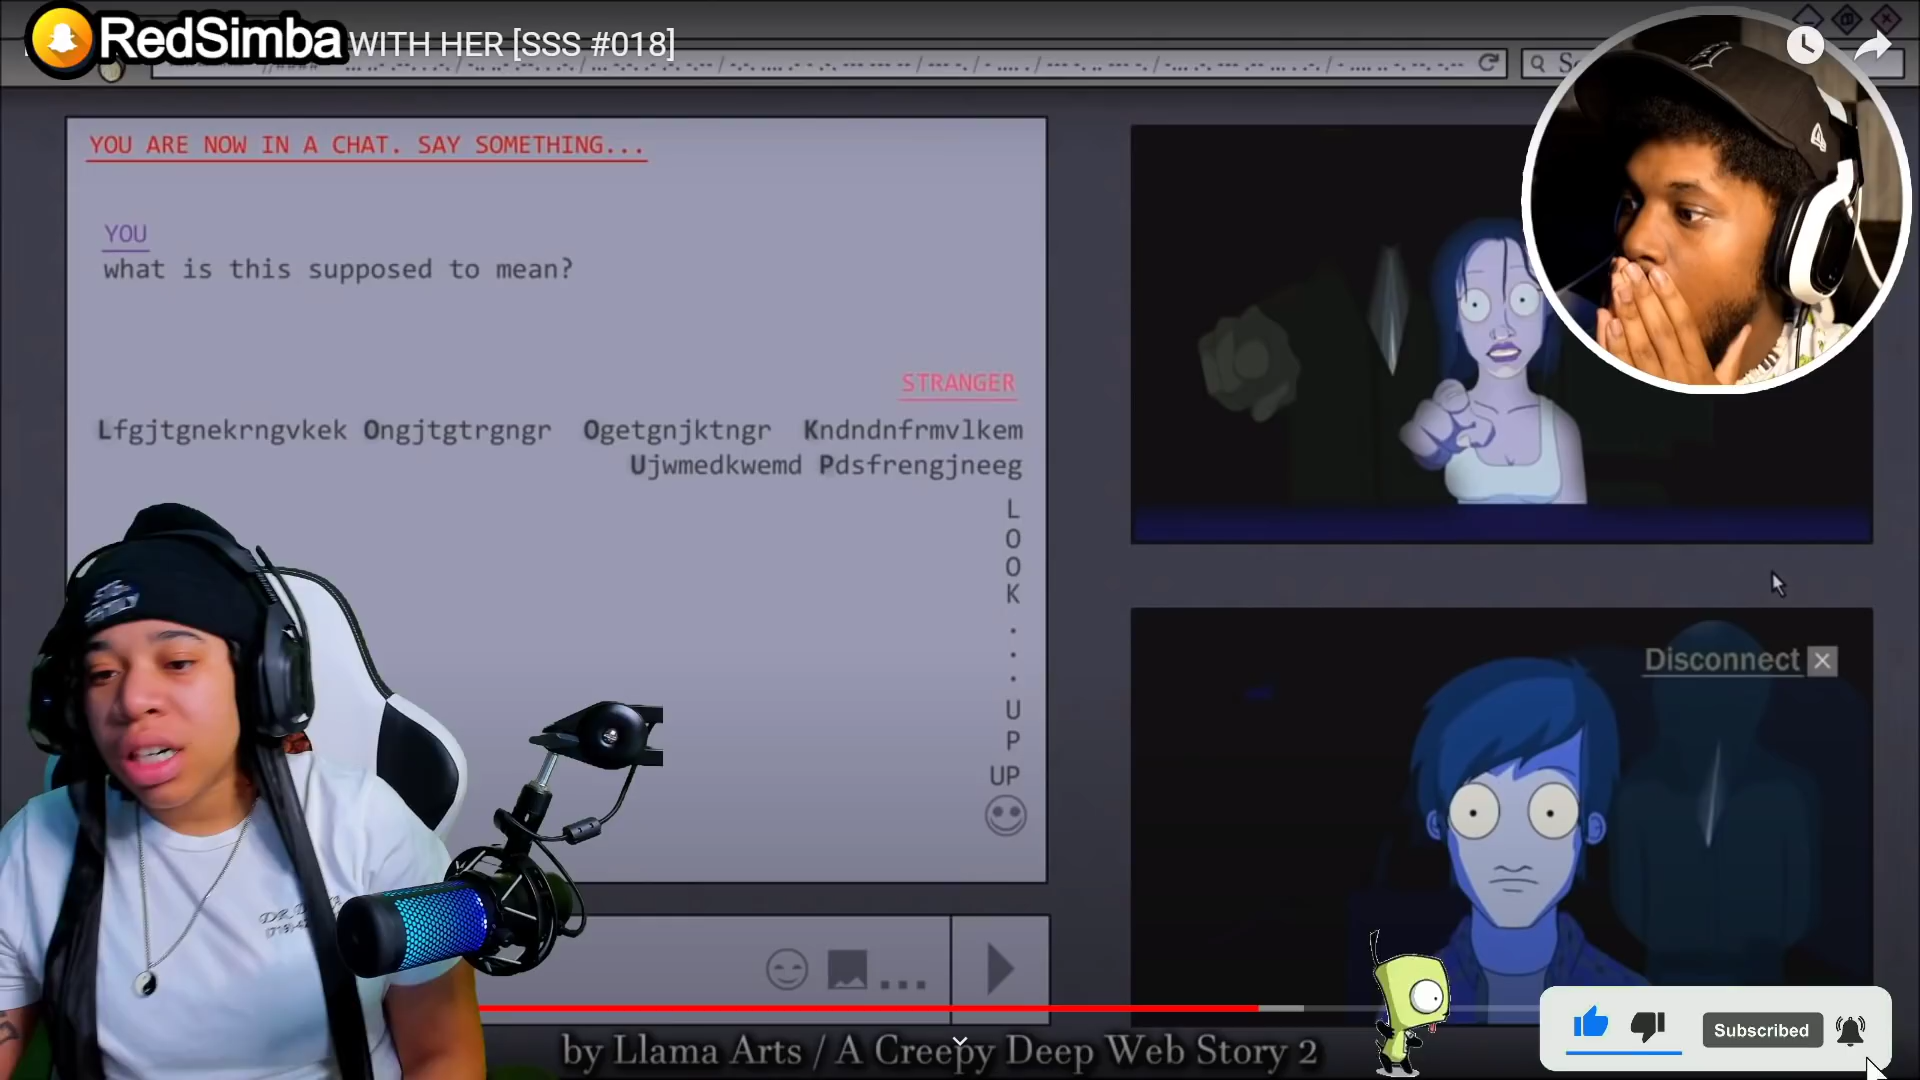 RedSimba WITH HER [SSS #018]
YOU ARE NOW IN A CHAT. SAY SOMETHING...
YOU
what is this supposed to mean?
STRANGER
Lfgjtgnekrngvkek Ongjtgtrgngr Ogetgnjktngr Kndndnfrmvlkem
Ujwmedkwemd Pdsfrengjneeg
L
O
O
K
.
.
.
U
P
UP
Disconnect
...
by Llama Arts / A Creepy Deep Web Story 2
Subscribed